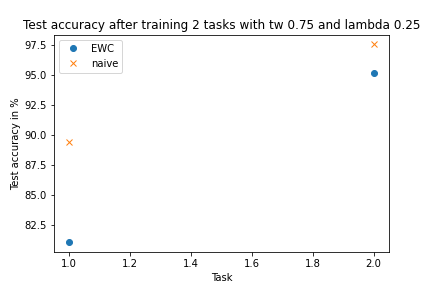 Test accuracy after training 2 tasks with tw 0.75 and lambda 0.25
EWC
naive
97.5
95.0
92.5
90.0
87.5
85.0
82.5
Test accuracy in %
1.0 1.2 1.4 1.6 1.8 2.0
Task